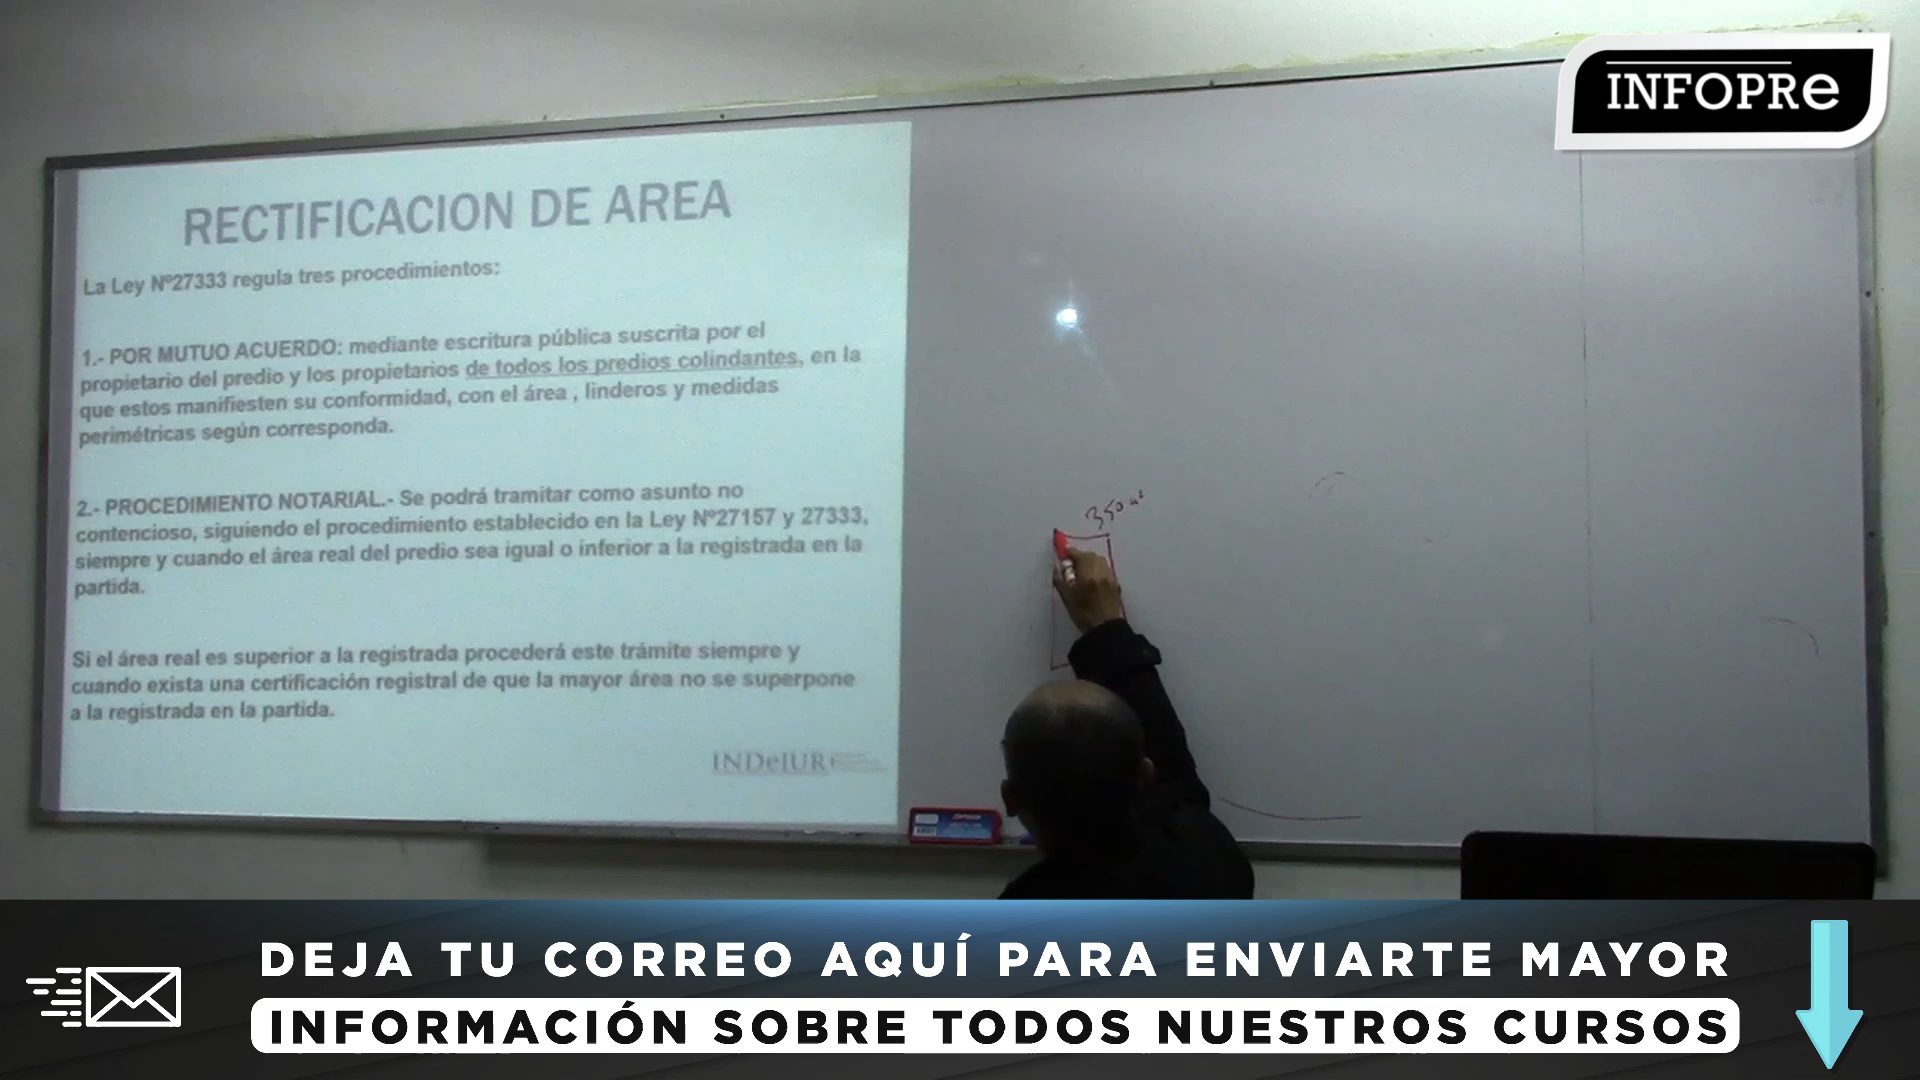 INFOPRe
RECTIFICACION DE AREA
La Ley Nº27333 regula tres procedimientos:
1.- POR MUTUO ACUERDO: mediante escritura pública suscrita por el
propietario del predio y los propietarios de todos los predios colindantes, en la
que estos manifiesten su conformidad, con el área , linderos y medidas
perimétricas según corresponda.
2.- PROCEDIMIENTO NOTARIAL.- Se podrá tramitar como asunto no
contencioso, siguiendo el procedimiento establecido en la Ley Nº27157 y 27333,
siempre y cuando el área real del predio sea igual o inferior a la registrada en la
partida.
Si el área real es superior a la registrada procederá este trámite siempre y
cuando exista una certificación registral de que la mayor área no se superpone
a la registrada en la partida.
INDeJUR
350 m²
DEJA TU CORREO AQUÍ PARA ENVIARTE MAYOR
INFORMACIÓN SOBRE TODOS NUESTROS CURSOS